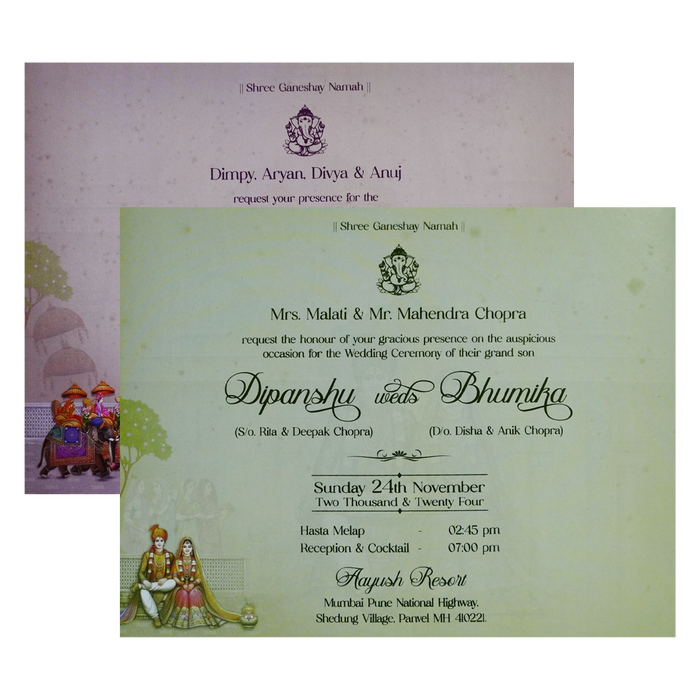 || Shree Ganeshay Namah ||
Dimpy, Aryan, Divya & Anuj
request your presence for the
|| Shree Ganeshay Namah ||
Mrs. Malati & Mr. Mahendra Chopra
request the honour of your gracious presence on the auspicious
occasion for the Wedding Ceremony of their grand son
Dipanshu weds Bhumika
(S/o. Rita & Deepak Chopra) (D/o. Disha & Anik Chopra)
Sunday 24th November
Two Thousand & Twenty Four
Hasta Melap - 02:45 pm
Reception & Cocktail - 07:00 pm
Aayush Resort
Mumbai Pune National Highway,
Shedung Village, Panvel MH 410221.